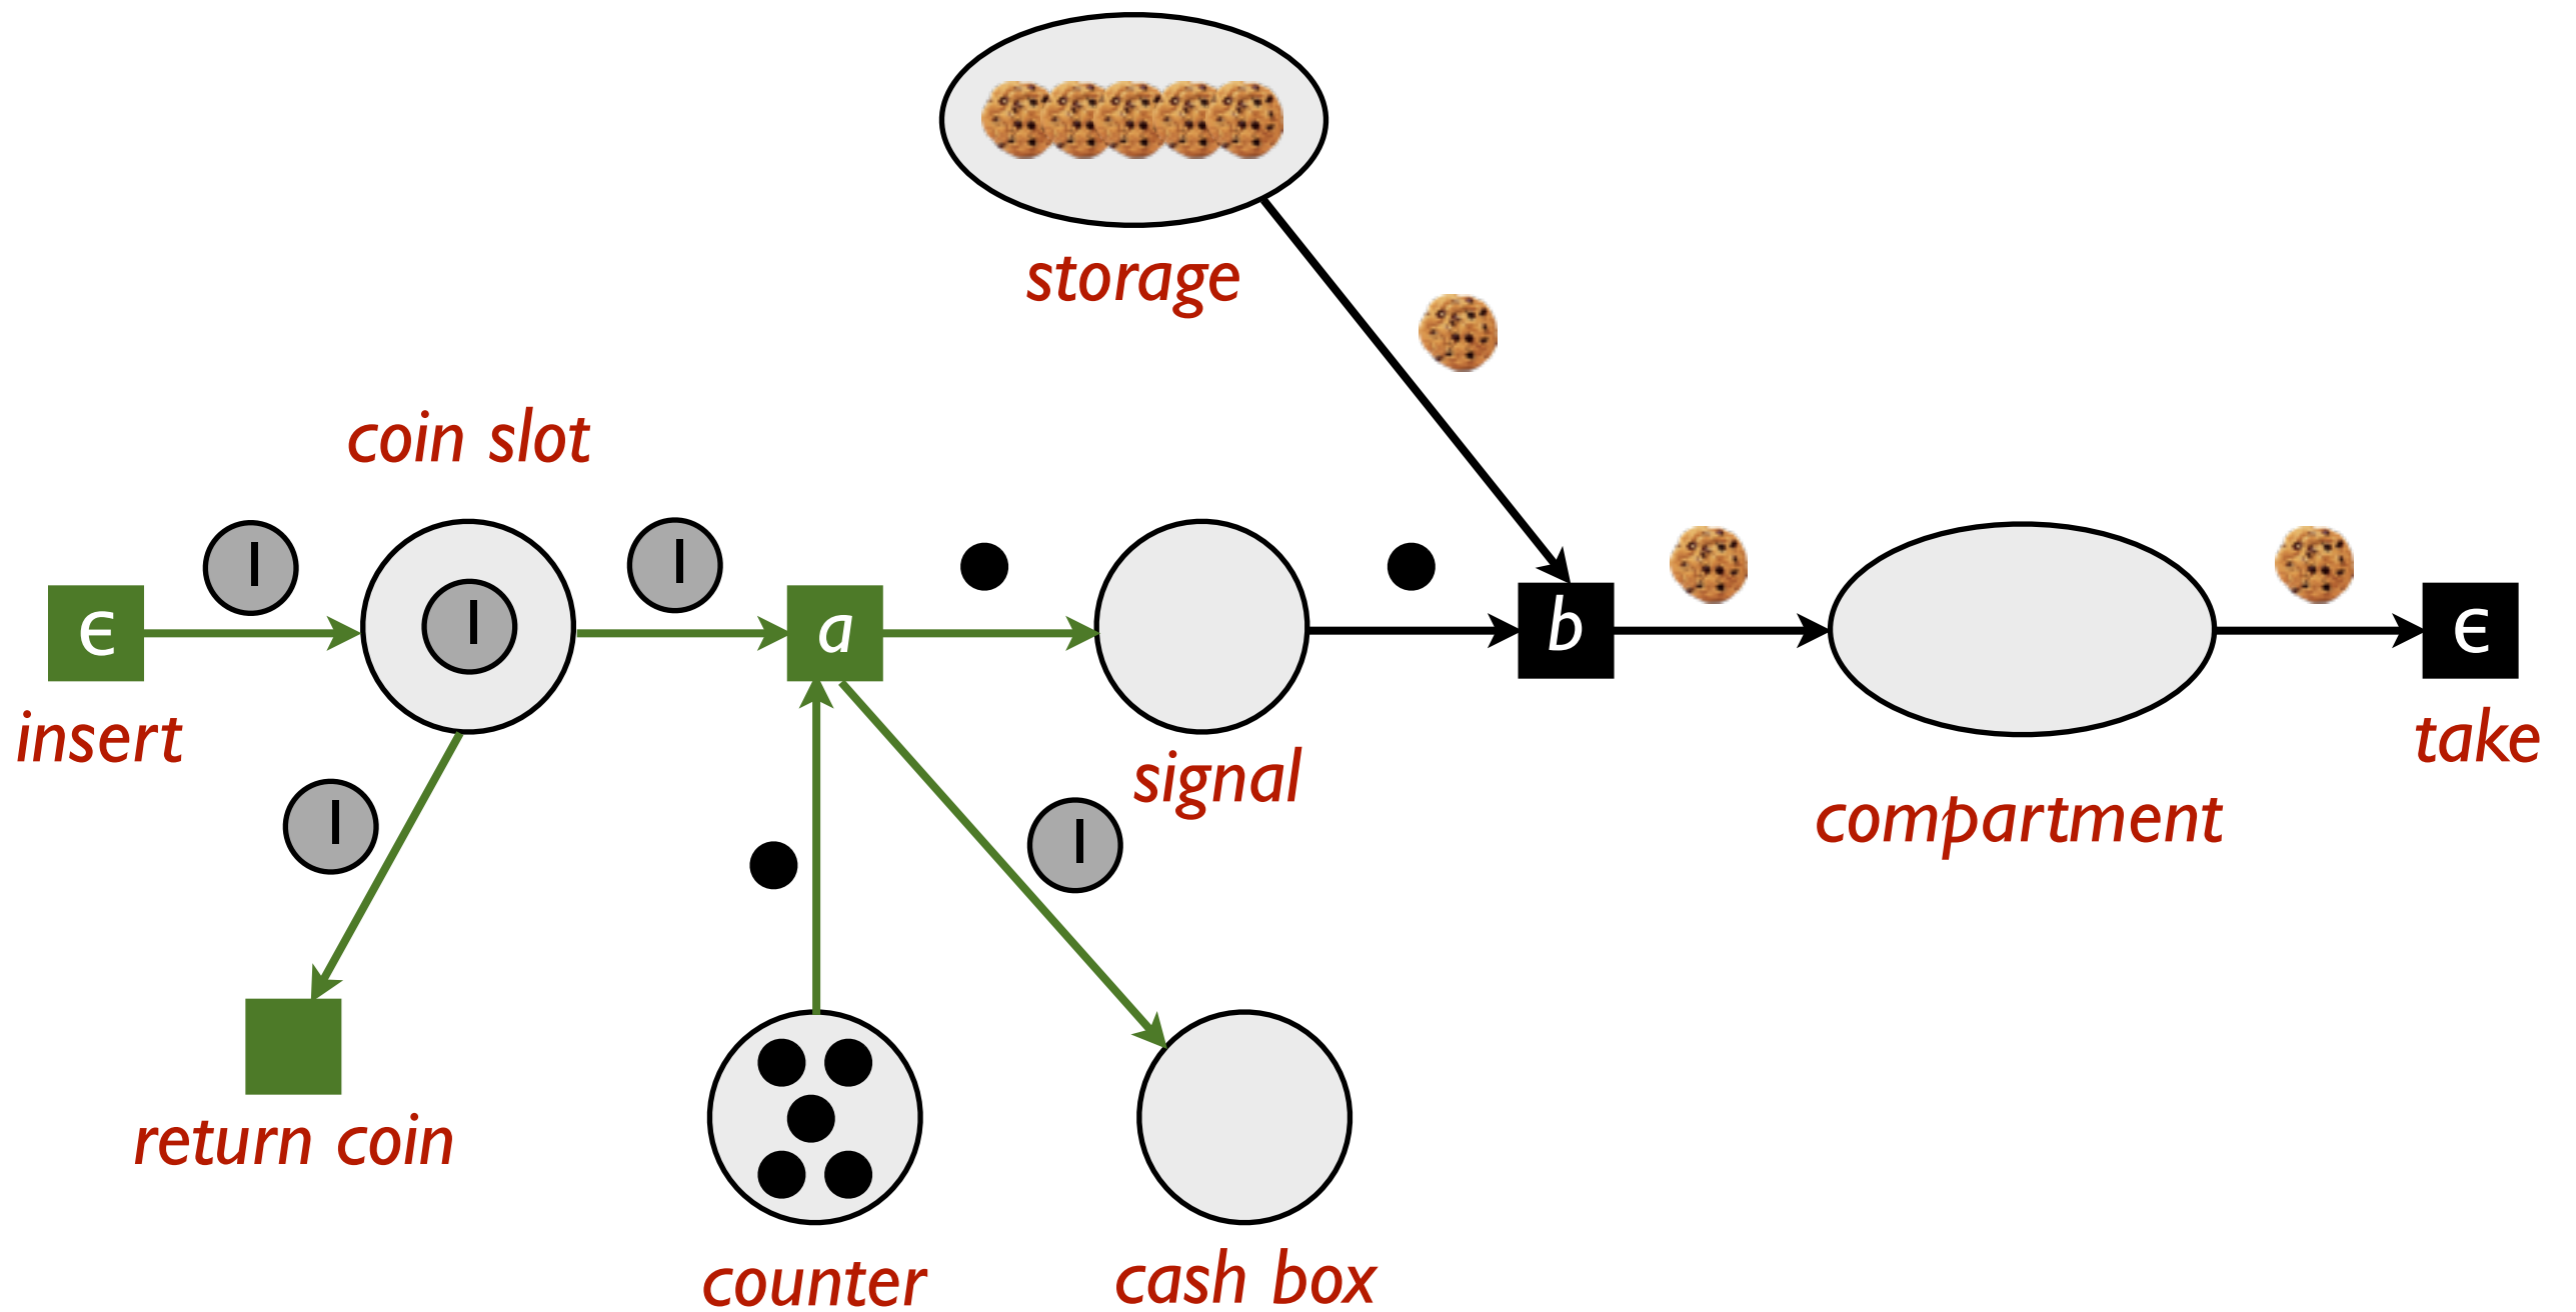 storage
coin slot
I
I
I
ϵ
a
b
ϵ
insert
signal
take
I
I
compartment
return coin
counter
cash box